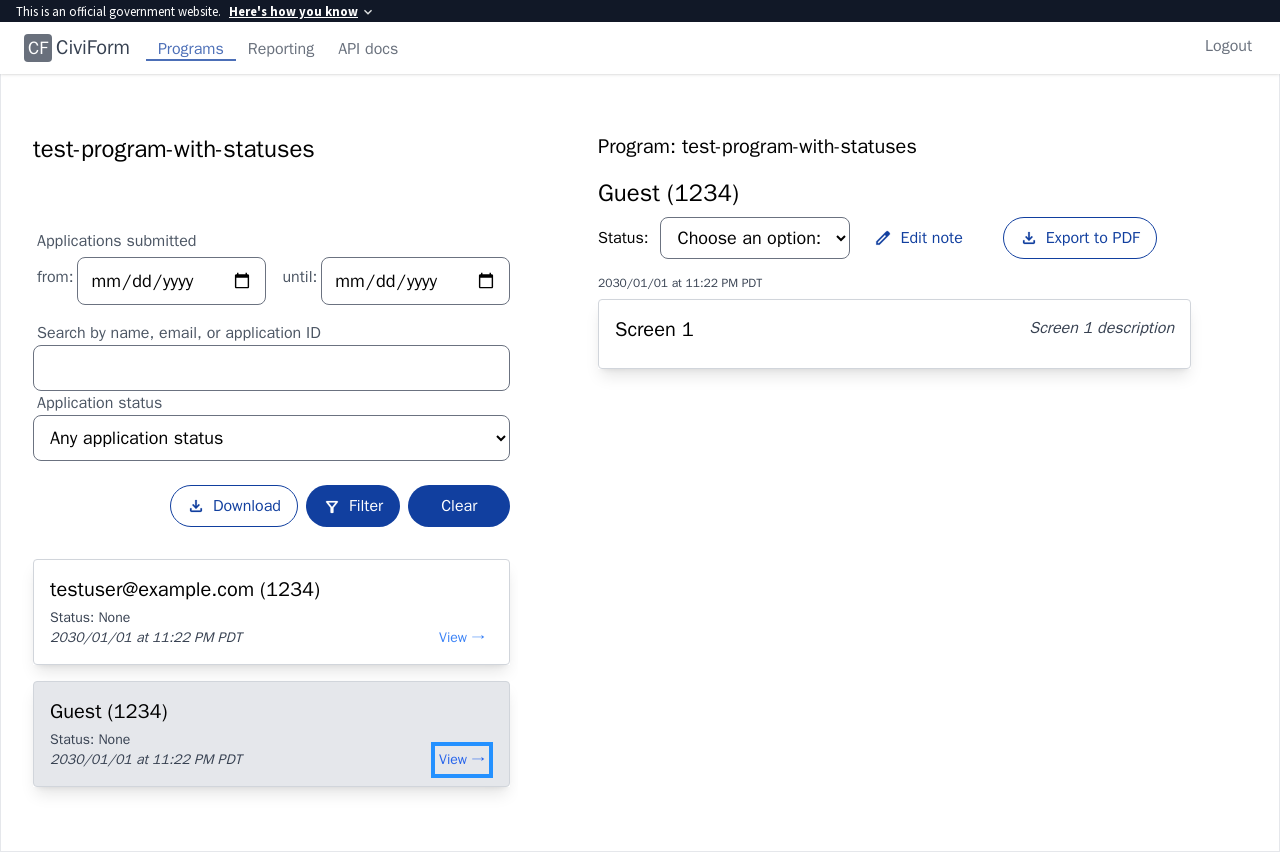 This is an official government website. Here's how you know
CF CiviForm Programs Reporting API docs Logout
test-program-with-statuses
Applications submitted
from: mm/dd/yyyy until: mm/dd/yyyy
Search by name, email, or application ID
Application status
Any application status
Download Filter Clear
testuser@example.com (1234)
Status: None
2030/01/01 at 11:22 PM PDT View →
Guest (1234)
Status: None
2030/01/01 at 11:22 PM PDT View →
Program: test-program-with-statuses
Guest (1234)
Status: Choose an option: Edit note Export to PDF
2030/01/01 at 11:22 PM PDT
Screen 1 Screen 1 description